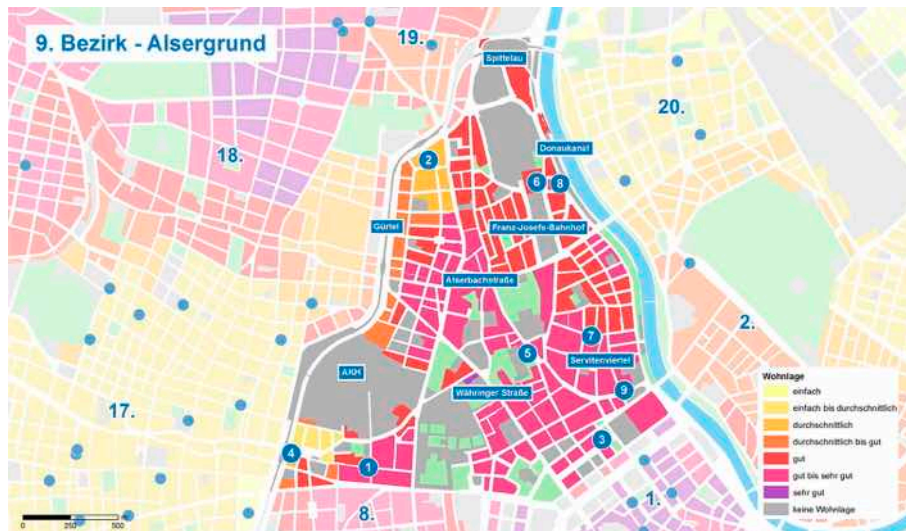 9. Bezirk - Alsergrund
19.
Spittelau
20.
18.
2
Donaukanal
6
8
Gürtel
Franz-Josefs-Bahnhof
Alserbachstraße
2.
7
5
Servitenviertel
AKH
Währinger Straße
9
17.
3
4
1
8.
1.
Wohnlage
einfach
einfach bis durchschnittlich
durchschnittlich
durchschnittlich bis gut
gut
gut bis sehr gut
sehr gut
keine Wohnlage
0 250 500